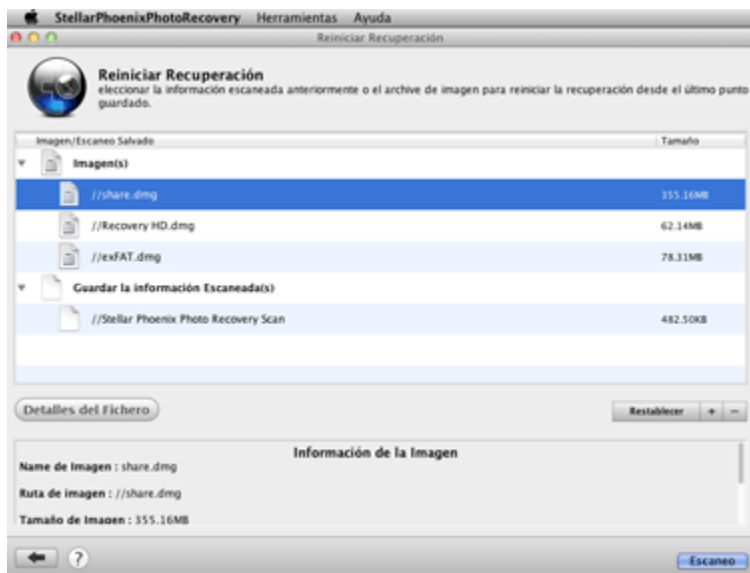 StellarPhoenixPhotoRecovery Herramientas Ayuda
Reiniciar Recuperación
Reiniciar Recuperación
eleccionar la información escaneada anteriormente o el archive de imagen para reiniciar la recuperación desde el último punto
guardado.
Imagen/Escaneo Salvado Tamaño
Imagen(s)
//share.dmg 355.16MB
//Recovery HD.dmg 62.14MB
//exFAT.dmg 78.31MB
Guardar la información Escaneada(s)
//Stellar Phoenix Photo Recovery Scan 482.50KB
Detalles del Fichero Restablecer + −
Información de la Imagen
Name de Imagen : share.dmg
Ruta de imagen : //share.dmg
Tamaño de Imagen : 355.16MB
? Escaneo